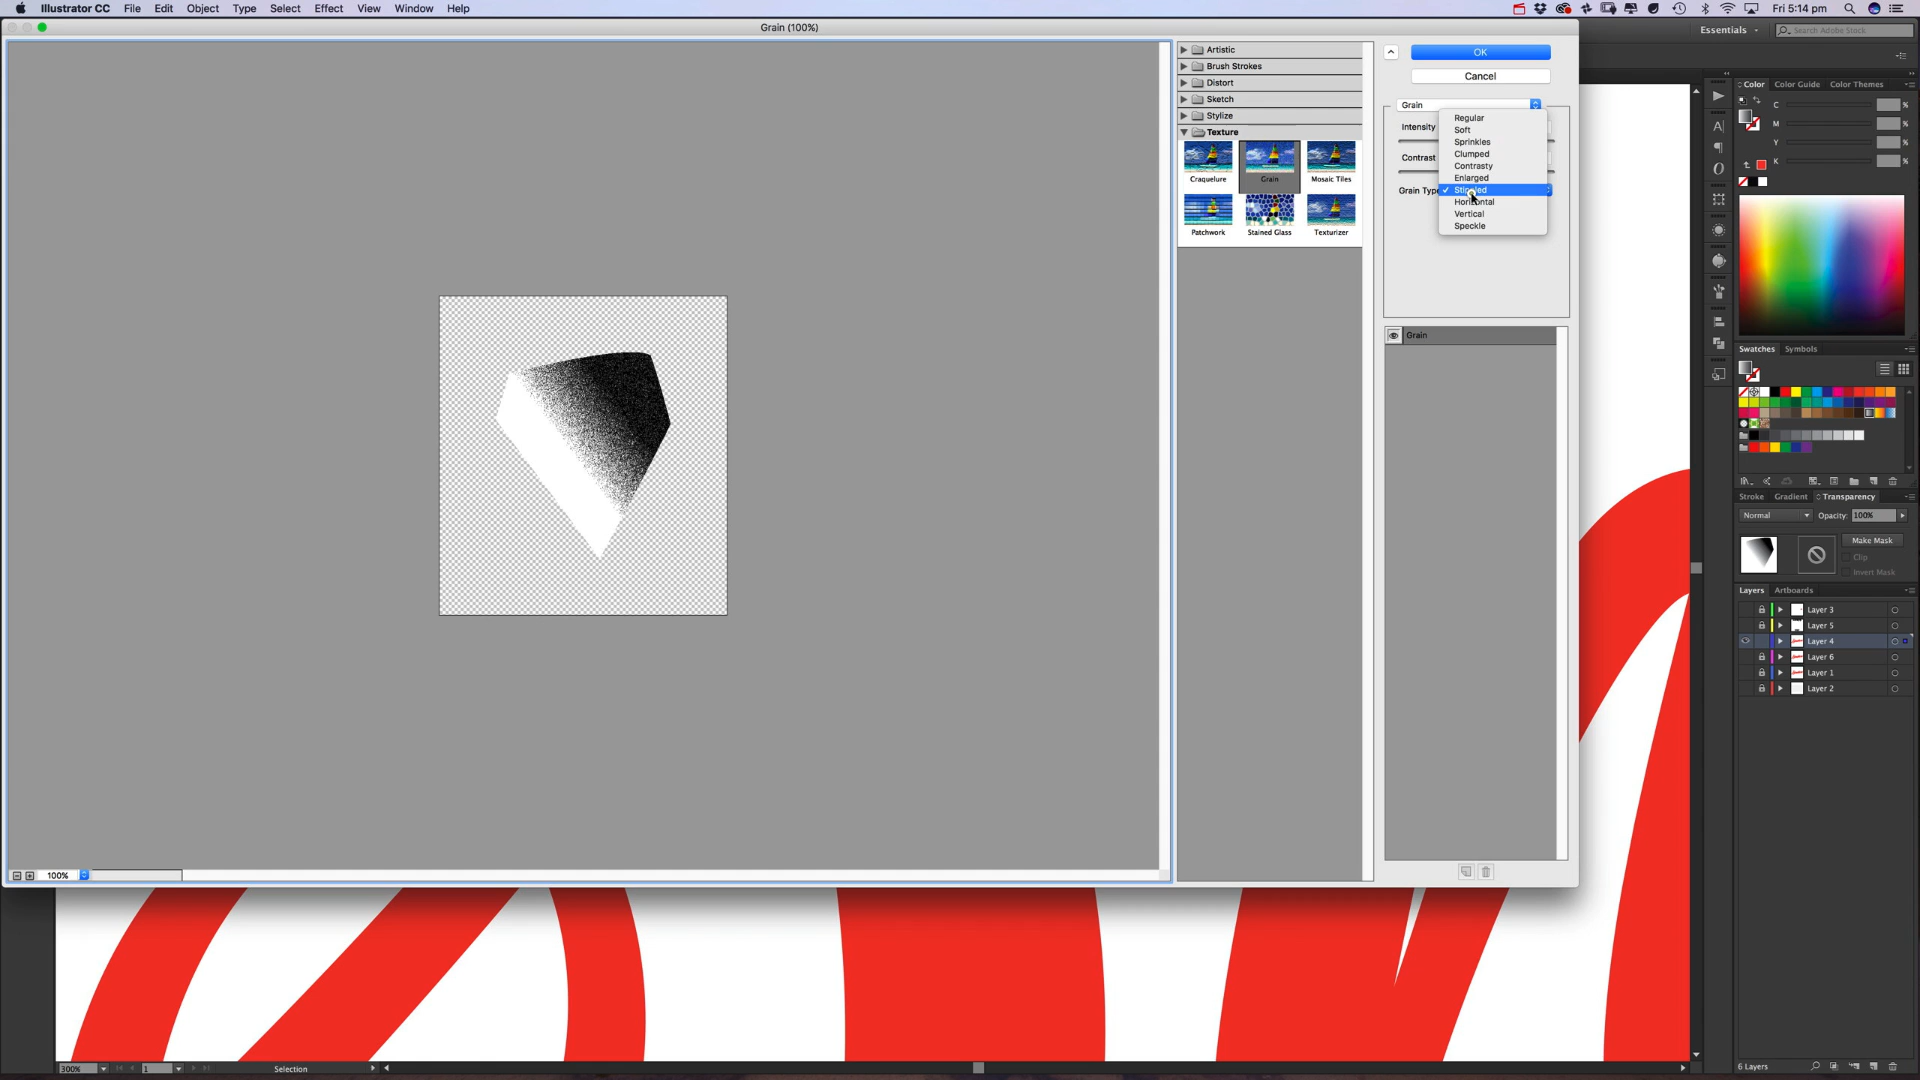 Illustrator CC File Edit Object Type Select Effect View Window Help
Fri 5:14 pm
Grain (100%)
Essentials
Search Adobe Stock
Artistic
Brush Strokes
Distort
Sketch
Stylize
Texture
Craquelure Grain Mosaic Tiles
Patchwork Stained Glass Texturizer
OK
Cancel
Grain
Intensity
Contrast
Grain Type
Regular
Soft
Sprinkles
Clumped
Contrasty
Enlarged
✓ Stippled
Horizontal
Vertical
Speckle
Grain
100%
Color Color Guide Color Themes
C %
M %
Y %
K %
Swatches Symbols
Stroke Gradient Transparency
Normal Opacity: 100%
Make Mask
Clip
Invert Mask
Layers Artboards
Layer 3
Layer 5
Layer 4
Layer 6
Layer 1
Layer 2
6 Layers
300% 1 Selection